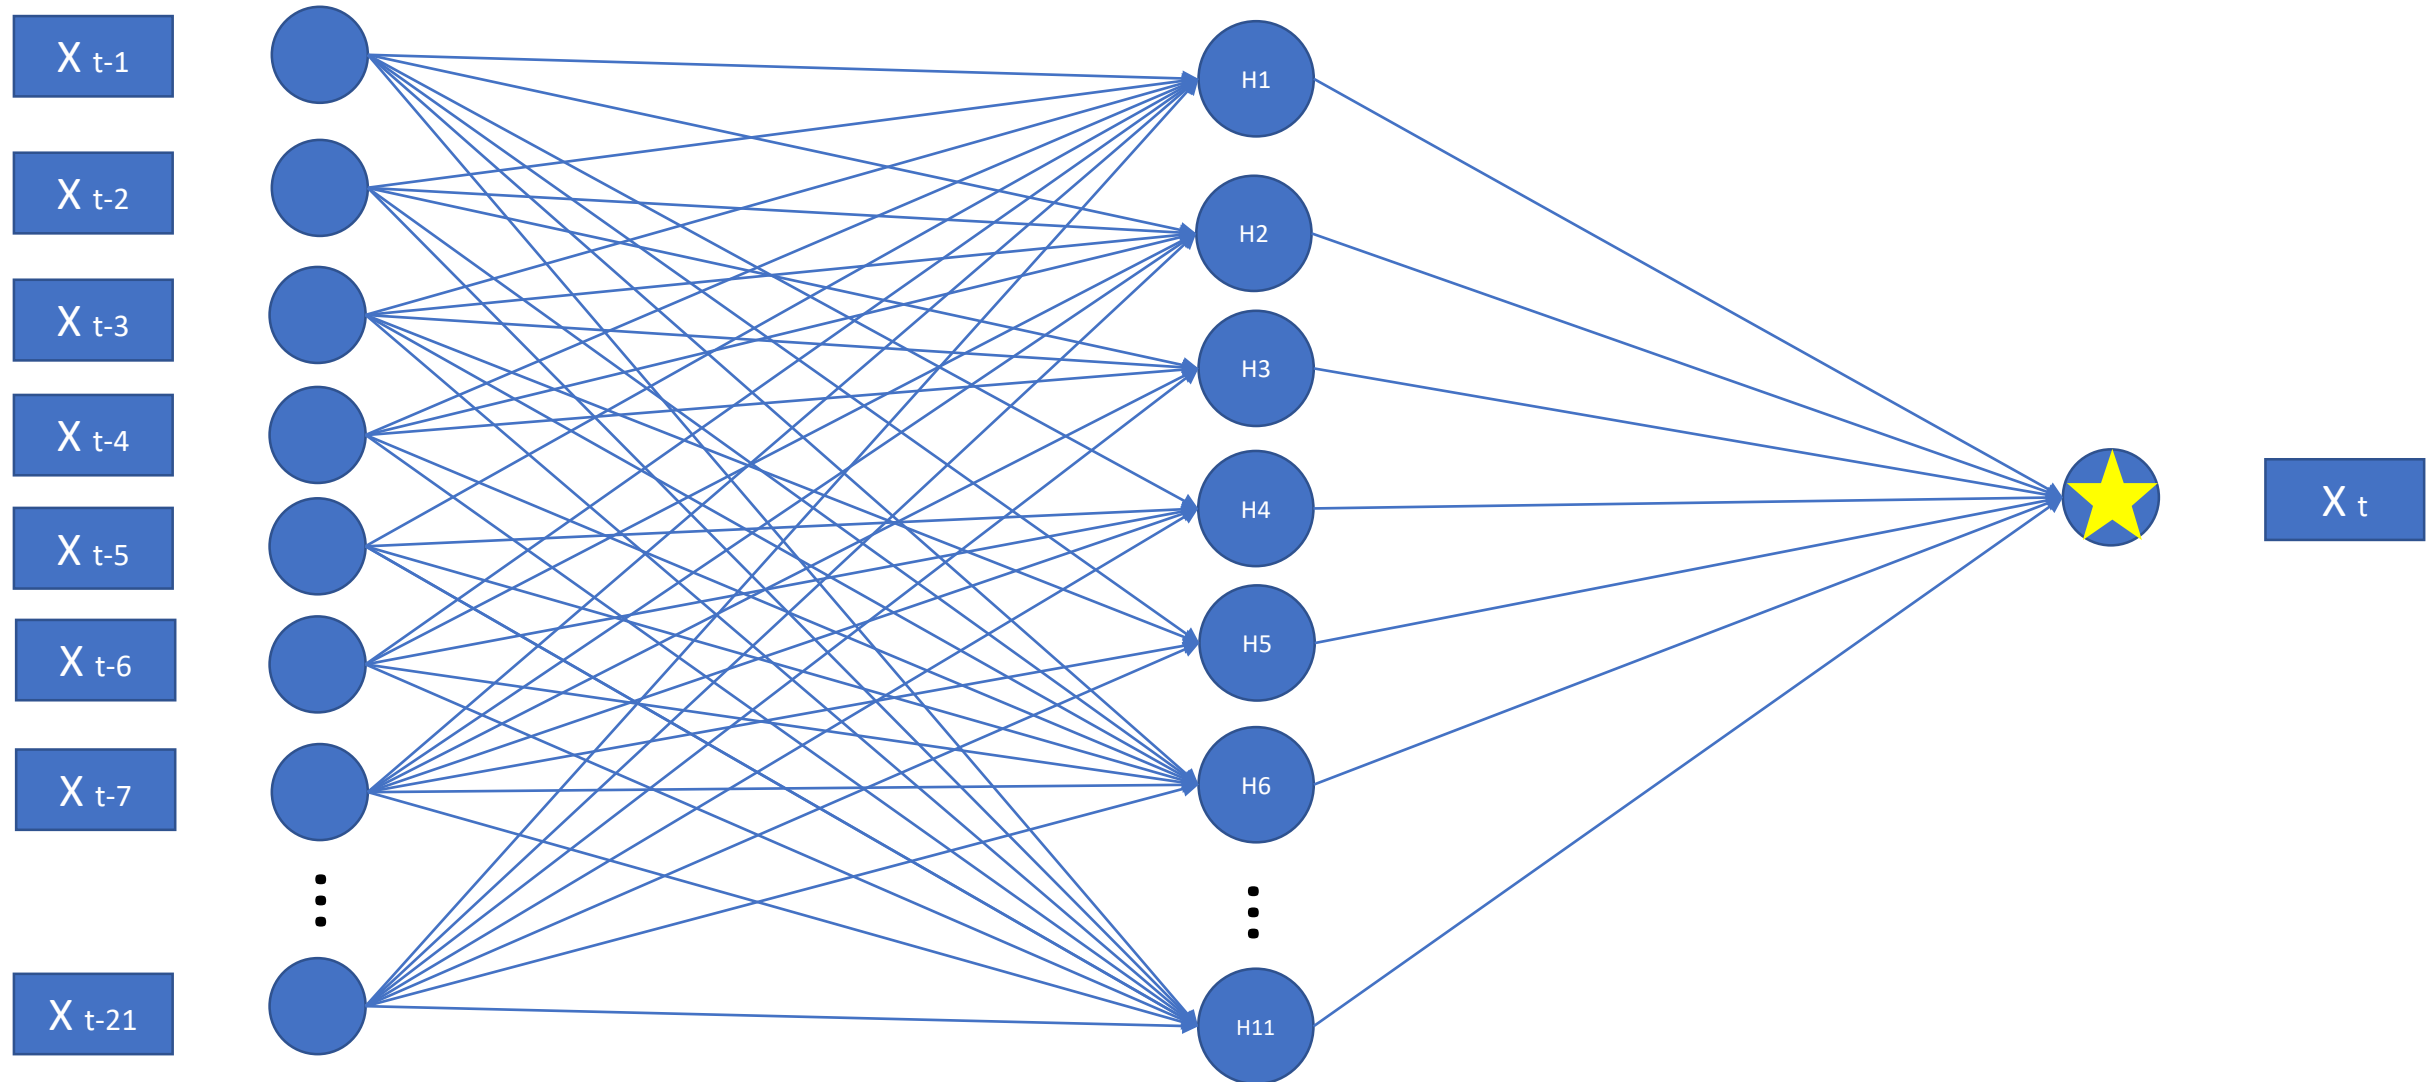 X t-1
X t-2
X t-3
X t-4
X t-5
X t-6
X t-7
X t-21
H1
H2
H3
H4
H5
H6
H11
X t